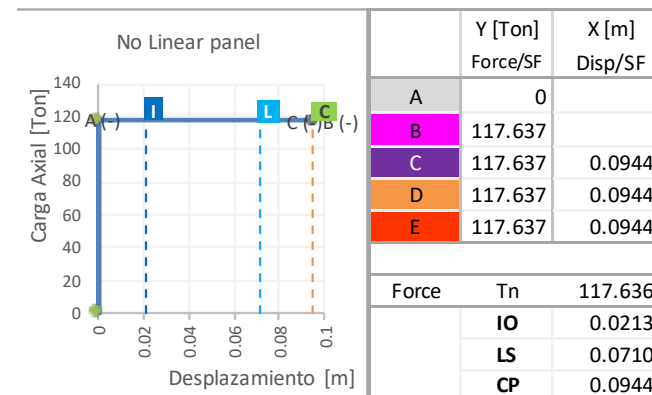 No Linear panel
Carga Axial [Ton]
140
120
100
80
60
40
20
0
A (-)
I
L
C
C (-)B (-)
0
0.02
0.04
0.06
0.08
0.1
Desplazamiento [m]
Y [Ton] X [m]
Force/SF Disp/SF
A 0
B 117.637
C 117.637 0.0944
D 117.637 0.0944
E 117.637 0.0944
Force Tn 117.636
IO 0.0213
LS 0.0710
CP 0.0944